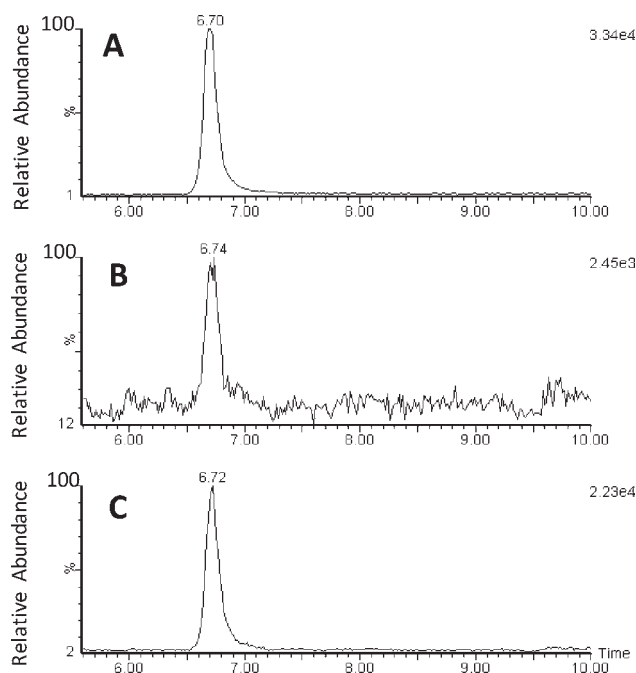 6.70
100
A
3.34e4
Relative Abundance
%
1
6.00 7.00 8.00 9.00 10.00
6.74
100
B
2.45e3
Relative Abundance
%
12
6.00 7.00 8.00 9.00 10.00
6.72
100
C
2.23e4
Relative Abundance
%
2
Time
6.00 7.00 8.00 9.00 10.00